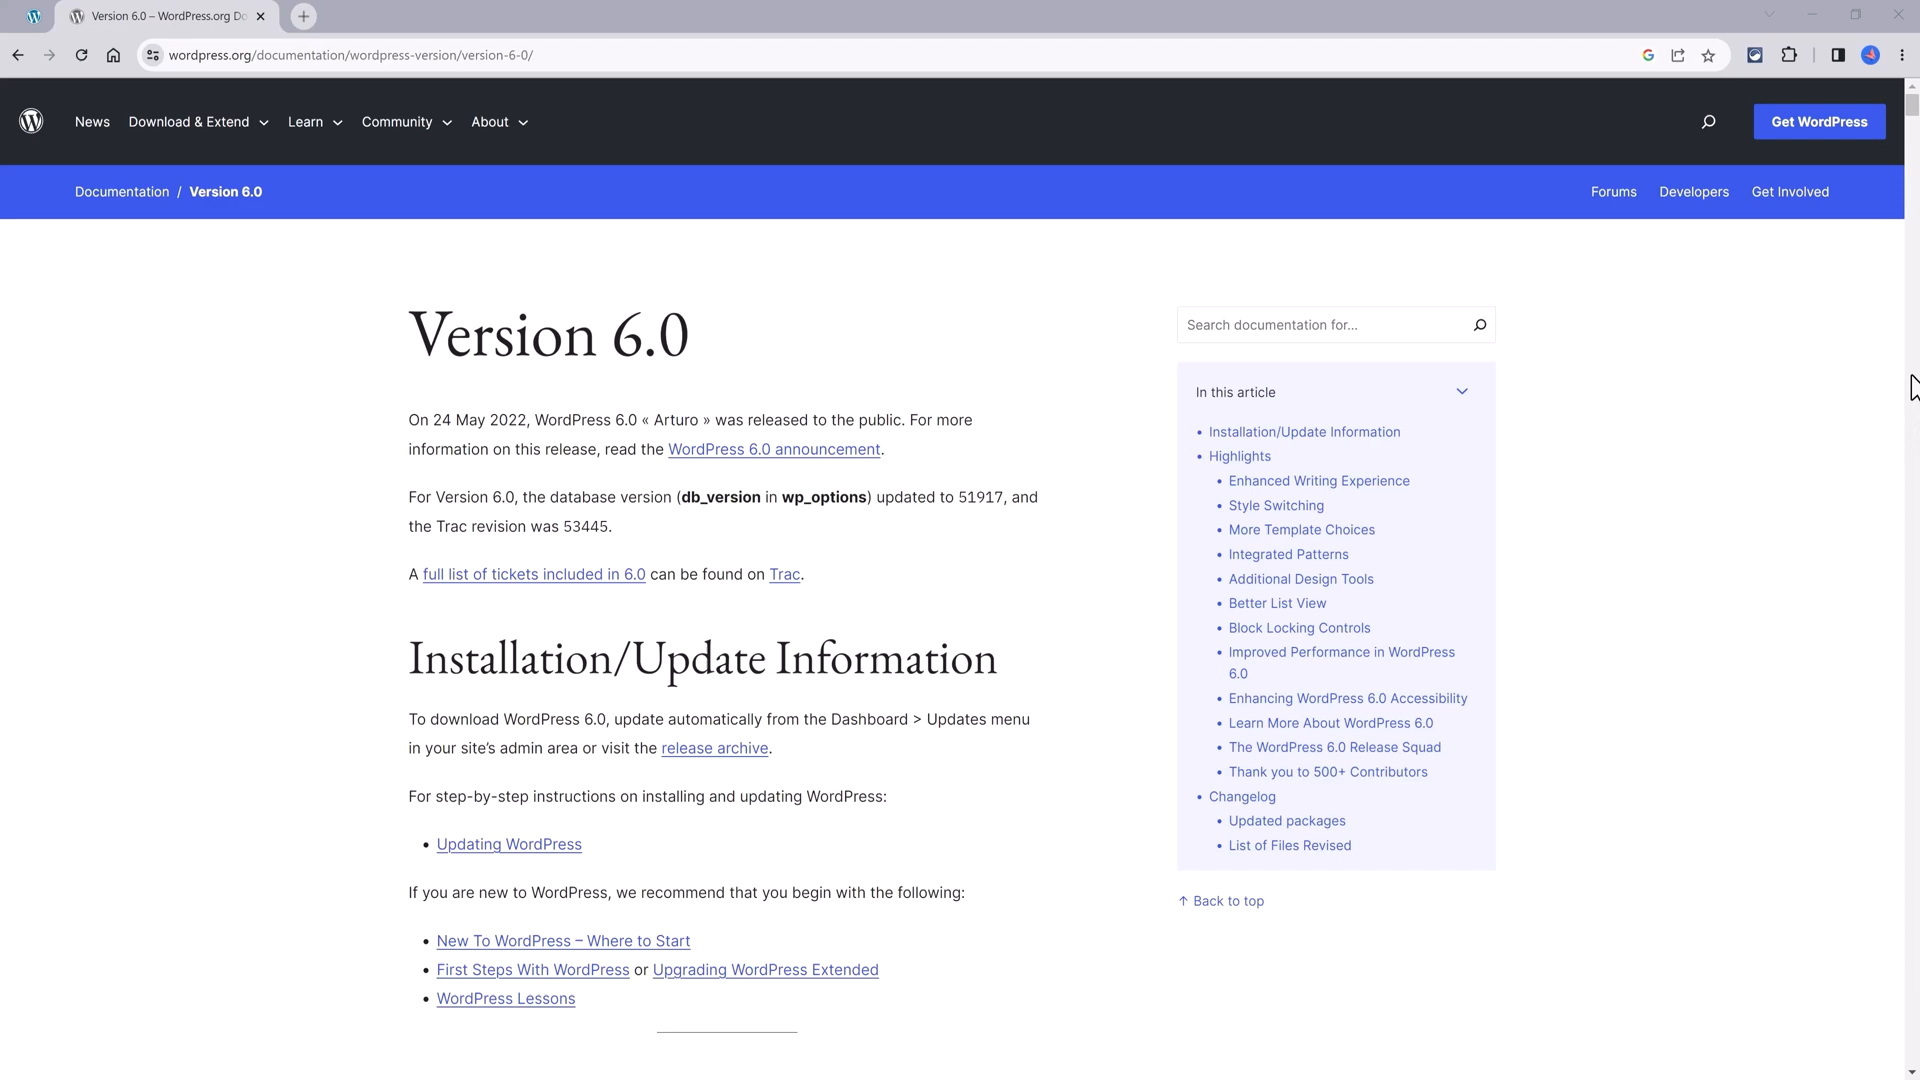 Version 6.0 – WordPress.org Do
wordpress.org/documentation/wordpress-version/version-6-0/
News Download & Extend Learn Community About Get WordPress
Documentation / Version 6.0 Forums Developers Get Involved
Version 6.0
On 24 May 2022, WordPress 6.0 « Arturo » was released to the public. For more
information on this release, read the WordPress 6.0 announcement.
For Version 6.0, the database version (db_version in wp_options) updated to 51917, and
the Trac revision was 53445.
A full list of tickets included in 6.0 can be found on Trac.
Installation/Update Information
To download WordPress 6.0, update automatically from the Dashboard > Updates menu
in your site’s admin area or visit the release archive.
For step-by-step instructions on installing and updating WordPress:
• Updating WordPress
If you are new to WordPress, we recommend that you begin with the following:
• New To WordPress – Where to Start
• First Steps With WordPress or Upgrading WordPress Extended
• WordPress Lessons
Search documentation for...
In this article
• Installation/Update Information
• Highlights
• Enhanced Writing Experience
• Style Switching
• More Template Choices
• Integrated Patterns
• Additional Design Tools
• Better List View
• Block Locking Controls
• Improved Performance in WordPress
6.0
• Enhancing WordPress 6.0 Accessibility
• Learn More About WordPress 6.0
• The WordPress 6.0 Release Squad
• Thank you to 500+ Contributors
• Changelog
• Updated packages
• List of Files Revised
↑ Back to top